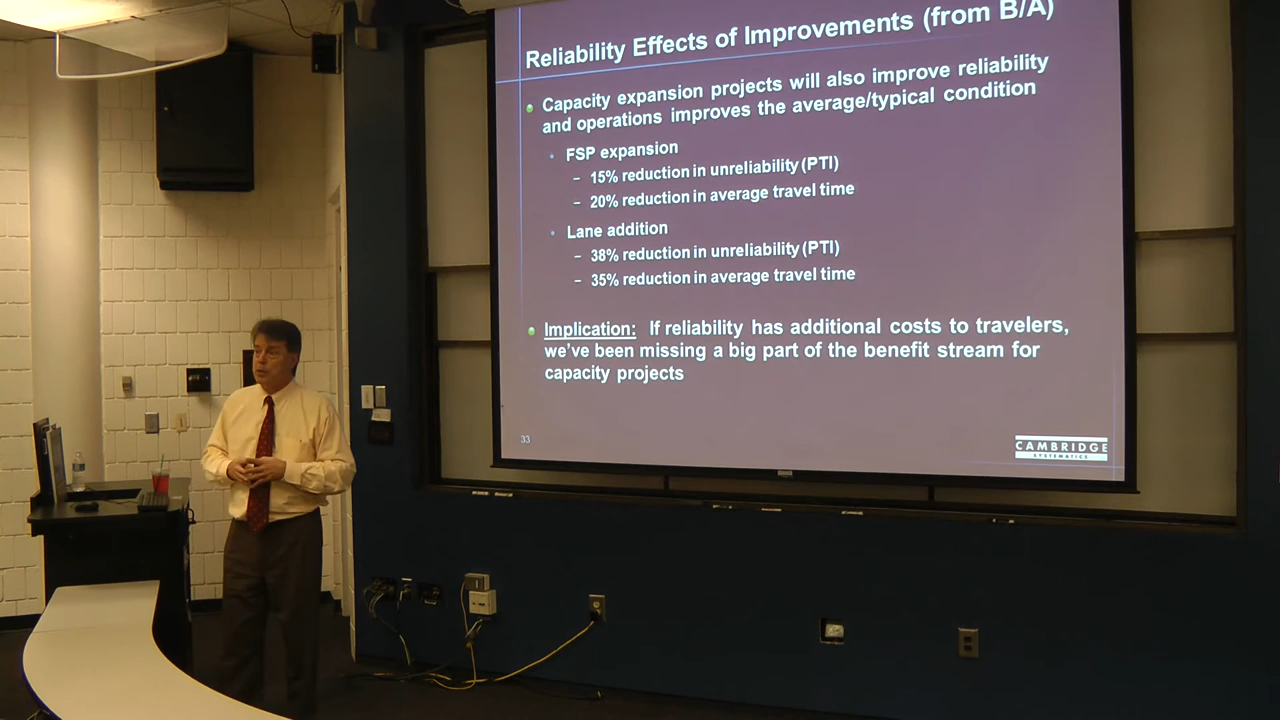 Reliability Effects of Improvements (from B/A)
Capacity expansion projects will also improve reliability
and operations improves the average/typical condition
FSP expansion
– 15% reduction in unreliability (PTI)
– 20% reduction in average travel time
Lane addition
– 38% reduction in unreliability (PTI)
– 35% reduction in average travel time
Implication: If reliability has additional costs to travelers,
we've been missing a big part of the benefit stream for
capacity projects
33
CAMBRIDGE
SYSTEMATICS